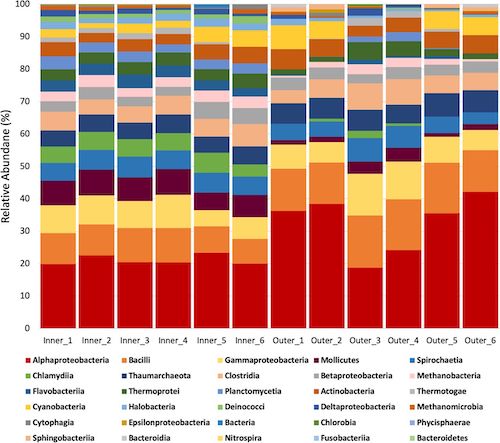 Relative Abundane (%)
100
90
80
70
60
50
40
30
20
10
0
Inner_1 Inner_2 Inner_3 Inner_4 Inner_5 Inner_6 Outer_1 Outer_2 Outer_3 Outer_4 Outer_5 Outer_6
Alphaproteobacteria Bacilli Gammaproteobacteria Mollicutes Spirochaetia
Chlamydiia Thaumarchaeota Clostridia Betaproteobacteria Methanobacteria
Flavobacteriia Thermoprotei Planctomycetia Actinobacteria Thermotogae
Cyanobacteria Halobacteria Deinococci Deltaproteobacteria Methanomicrobia
Cytophagia Epsilonproteobacteria Bacteria Chlorobia Phycisphaerae
Sphingobacteriia Bacteroidia Nitrospira Fusobacteriia Bacteroidetes